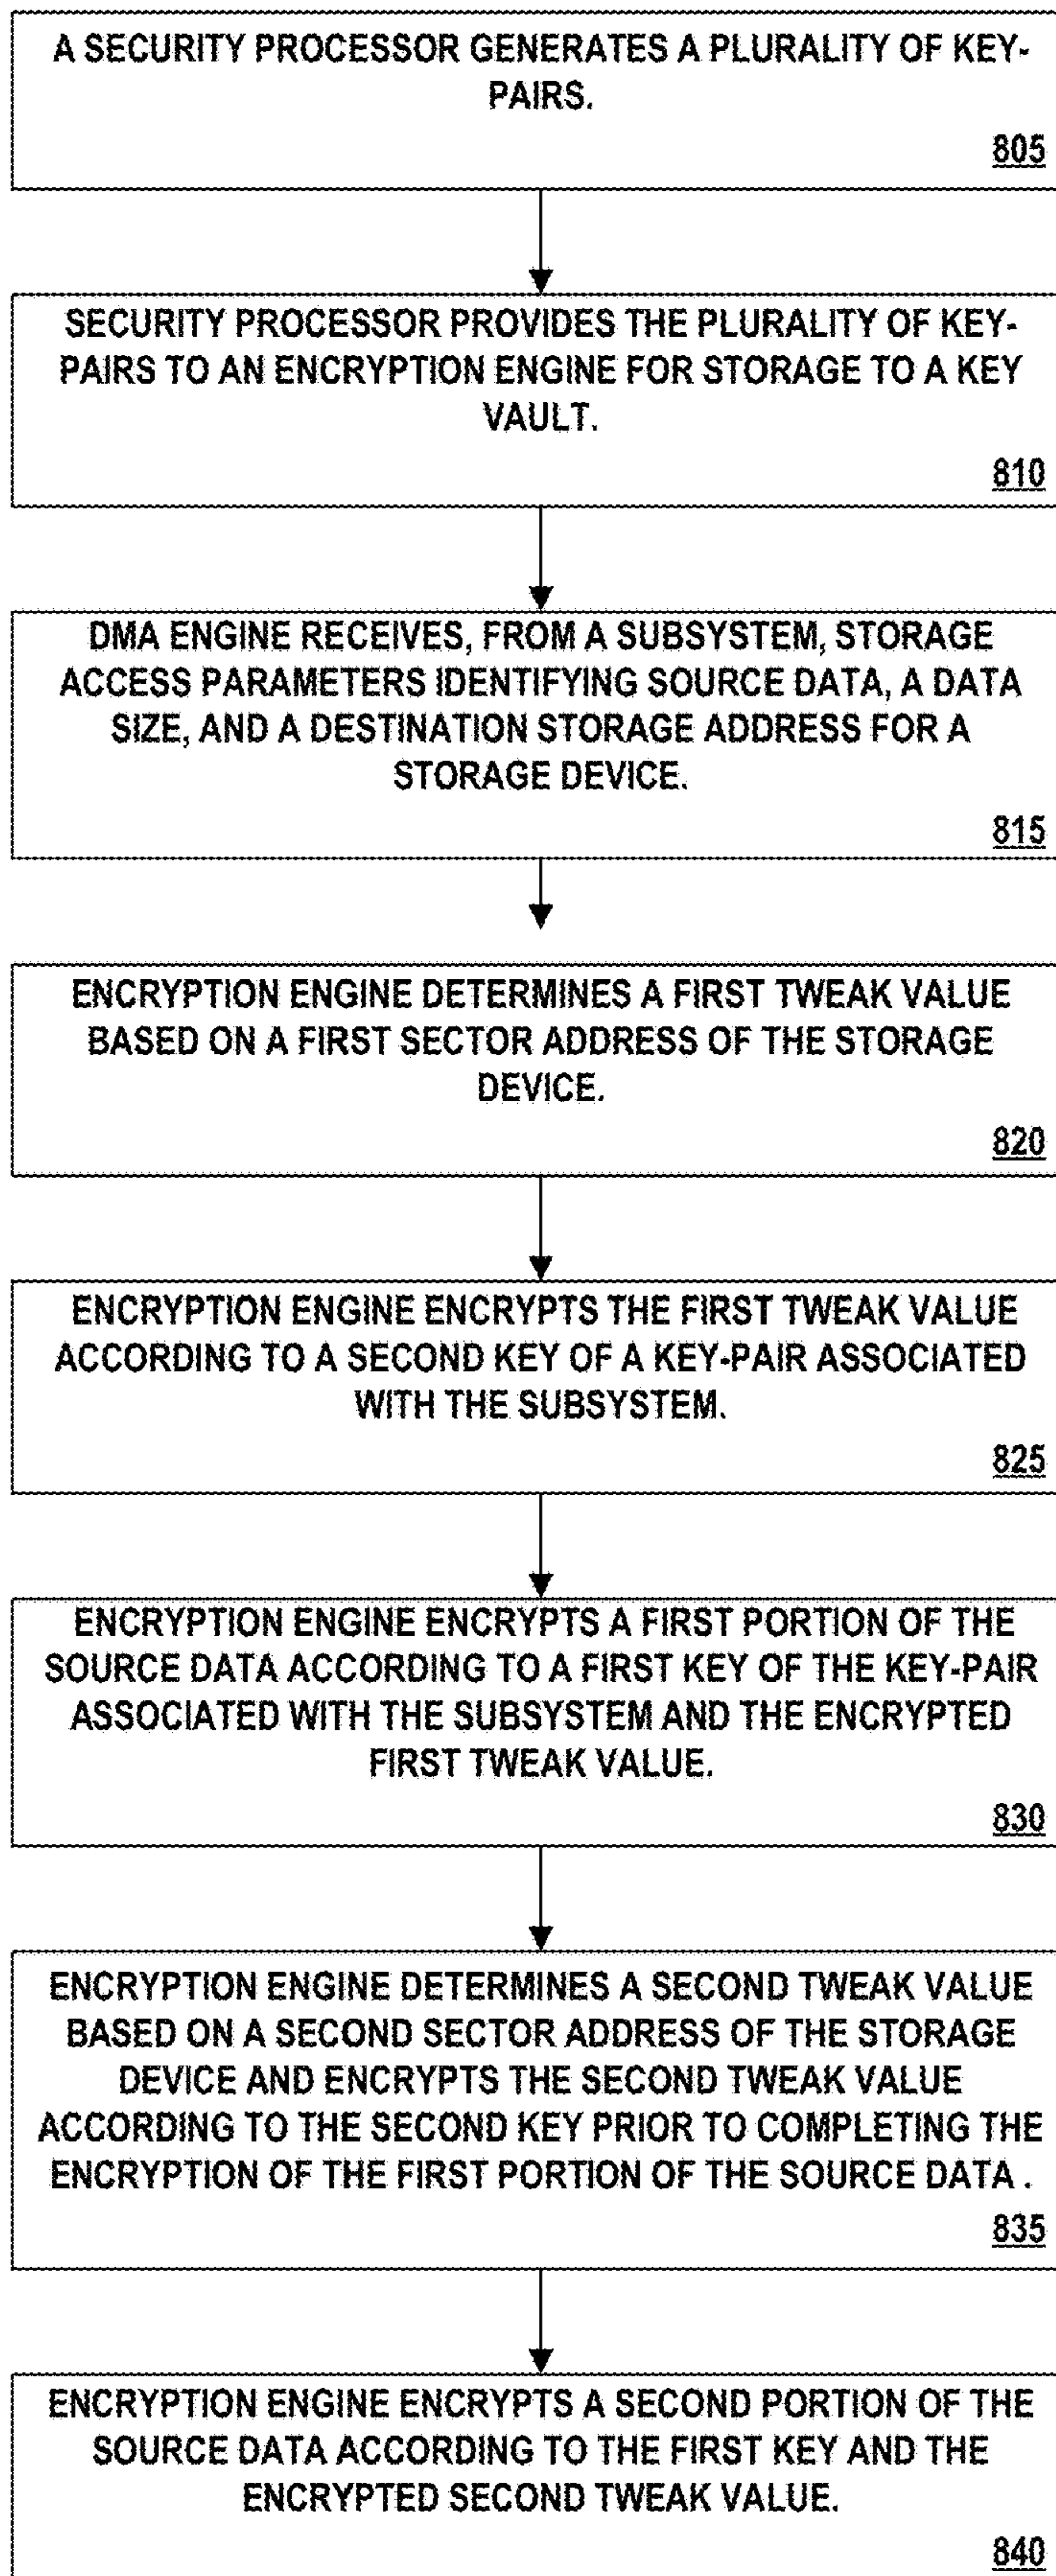 A SECURITY PROCESSOR GENERATES A PLURALITY OF KEY-
PAIRS.
805
SECURITY PROCESSOR PROVIDES THE PLURALITY OF KEY-
PAIRS TO AN ENCRYPTION ENGINE FOR STORAGE TO A KEY
VAULT.
810
DMA ENGINE RECEIVES, FROM A SUBSYSTEM, STORAGE
ACCESS PARAMETERS IDENTIFYING SOURCE DATA, A DATA
SIZE, AND A DESTINATION STORAGE ADDRESS FOR A
STORAGE DEVICE.
815
ENCRYPTION ENGINE DETERMINES A FIRST TWEAK VALUE
BASED ON A FIRST SECTOR ADDRESS OF THE STORAGE
DEVICE.
820
ENCRYPTION ENGINE ENCRYPTS THE FIRST TWEAK VALUE
ACCORDING TO A SECOND KEY OF A KEY-PAIR ASSOCIATED
WITH THE SUBSYSTEM.
825
ENCRYPTION ENGINE ENCRYPTS A FIRST PORTION OF THE
SOURCE DATA ACCORDING TO A FIRST KEY OF THE KEY-PAIR
ASSOCIATED WITH THE SUBSYSTEM AND THE ENCRYPTED
FIRST TWEAK VALUE.
830
ENCRYPTION ENGINE DETERMINES A SECOND TWEAK VALUE
BASED ON A SECOND SECTOR ADDRESS OF THE STORAGE
DEVICE AND ENCRYPTS THE SECOND TWEAK VALUE
ACCORDING TO THE SECOND KEY PRIOR TO COMPLETING THE
ENCRYPTION OF THE FIRST PORTION OF THE SOURCE DATA .
835
ENCRYPTION ENGINE ENCRYPTS A SECOND PORTION OF THE
SOURCE DATA ACCORDING TO THE FIRST KEY AND THE
ENCRYPTED SECOND TWEAK VALUE.
840